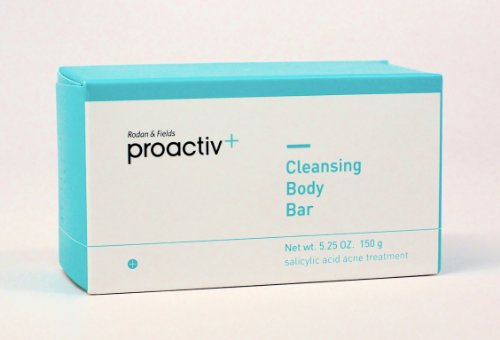 Rodan & Fields
proactiv+
Cleansing
Body
Bar
Net wt. 5.25 OZ. 150 g
salicylic acid acne treatment